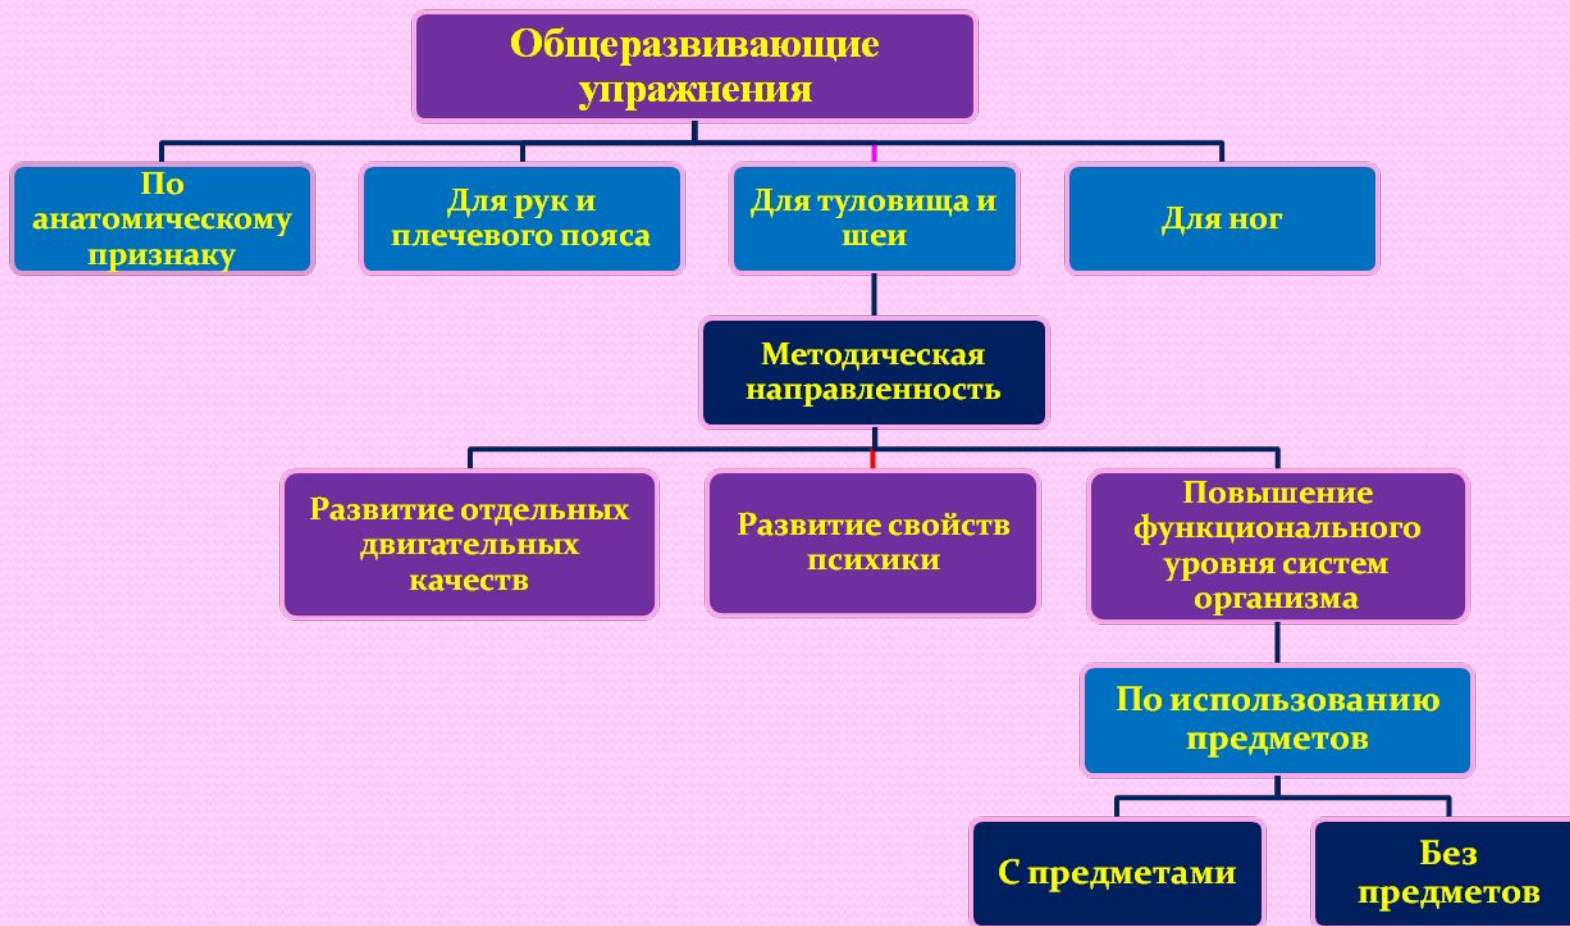 Общеразвивающие
упражнения
По
анатомическому
признаку
Для рук и
плечевого пояса
Для туловища и
шеи
Для ног
Методическая
направленность
Развитие отдельных
двигательных
качеств
Развитие свойств
психики
Повышение
функционального
уровня систем
организма
По использованию
предметов
С предметами
Без
предметов